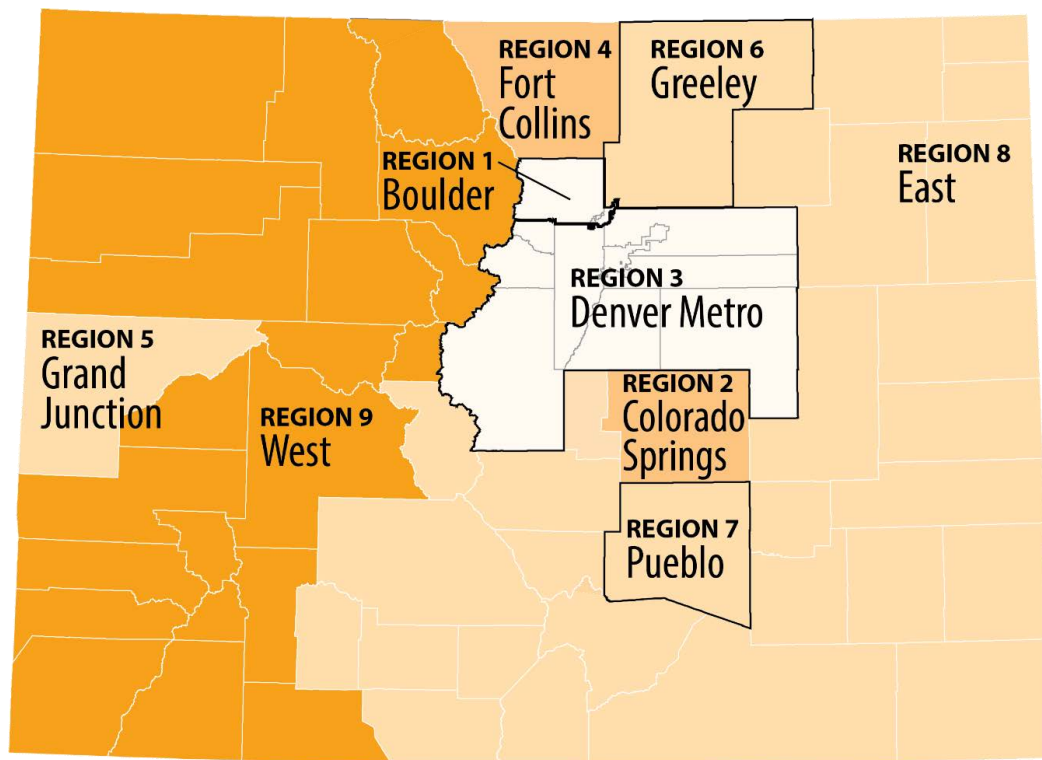 REGION 4
Fort
Collins
REGION 6
Greeley
REGION 1
Boulder
REGION 8
East
REGION 3
Denver Metro
REGION 5
Grand
Junction
REGION 9
West
REGION 2
Colorado
Springs
REGION 7
Pueblo